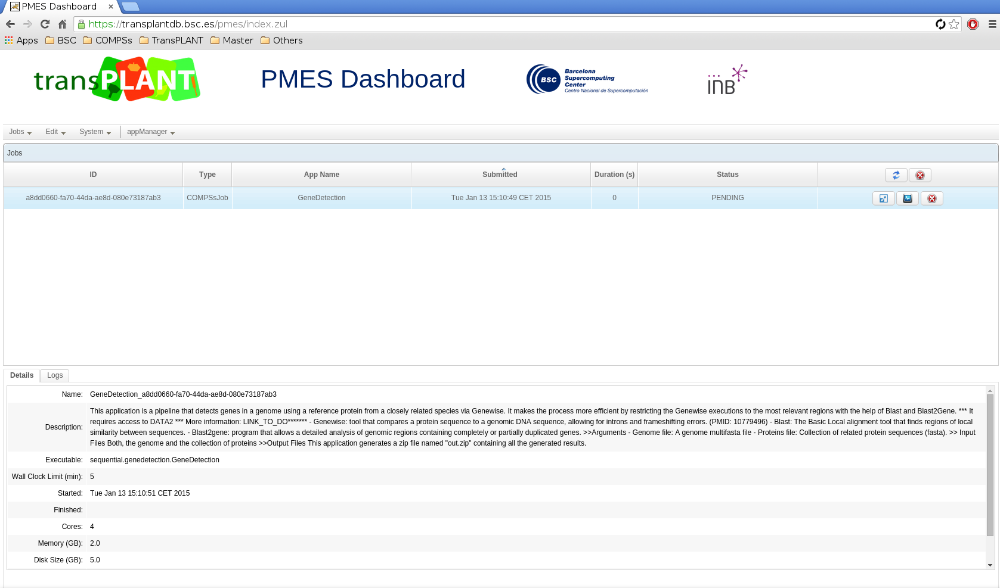 PMES Dashboard
https://transplantdb.bsc.es/pmes/index.zul
Apps BSC COMPSs TransPLANT Master Others
transPLANT
PMES Dashboard
BSC
Barcelona
Supercomputing
Center
Centro Nacional de Supercomputación
INB
Jobs Edit System appManager
Jobs
ID Type App Name Submitted Duration (s) Status
a8dd0660-fa70-44da-ae8d-080e73187ab3 COMPSsJob GeneDetection Tue Jan 13 15:10:49 CET 2015 0 PENDING
Details Logs
Name: GeneDetection_a8dd0660-fa70-44da-ae8d-080e73187ab3
Description: This application is a pipeline that detects genes in a genome using a reference protein from a closely related species via Genewise. It makes the process more efficient by restricting the Genewise executions to the most relevant regions with the help of Blast and Blast2Gene. *** It
requires access to DATA2 *** More information: LINK_TO_DO******* - Genewise: tool that compares a protein sequence to a genomic DNA sequence, allowing for introns and frameshifting errors. (PMID: 10779496) - Blast: The Basic Local alignment tool that finds regions of local
similarity between sequences. - Blast2gene: program that allows a detailed analysis of genomic regions containing completely or partially duplicated genes. >>Arguments - Genome file: A genome multifasta file - Proteins file: Collection of related protein sequences (fasta). >> Input
Files Both, the genome and the collection of proteins >>Output Files This application generates a zip file named "out.zip" containing all the generated results.
Executable: sequential.genedetection.GeneDetection
Wall Clock Limit (min): 5
Started: Tue Jan 13 15:10:51 CET 2015
Finished:
Cores: 4
Memory (GB): 2.0
Disk Size (GB): 5.0